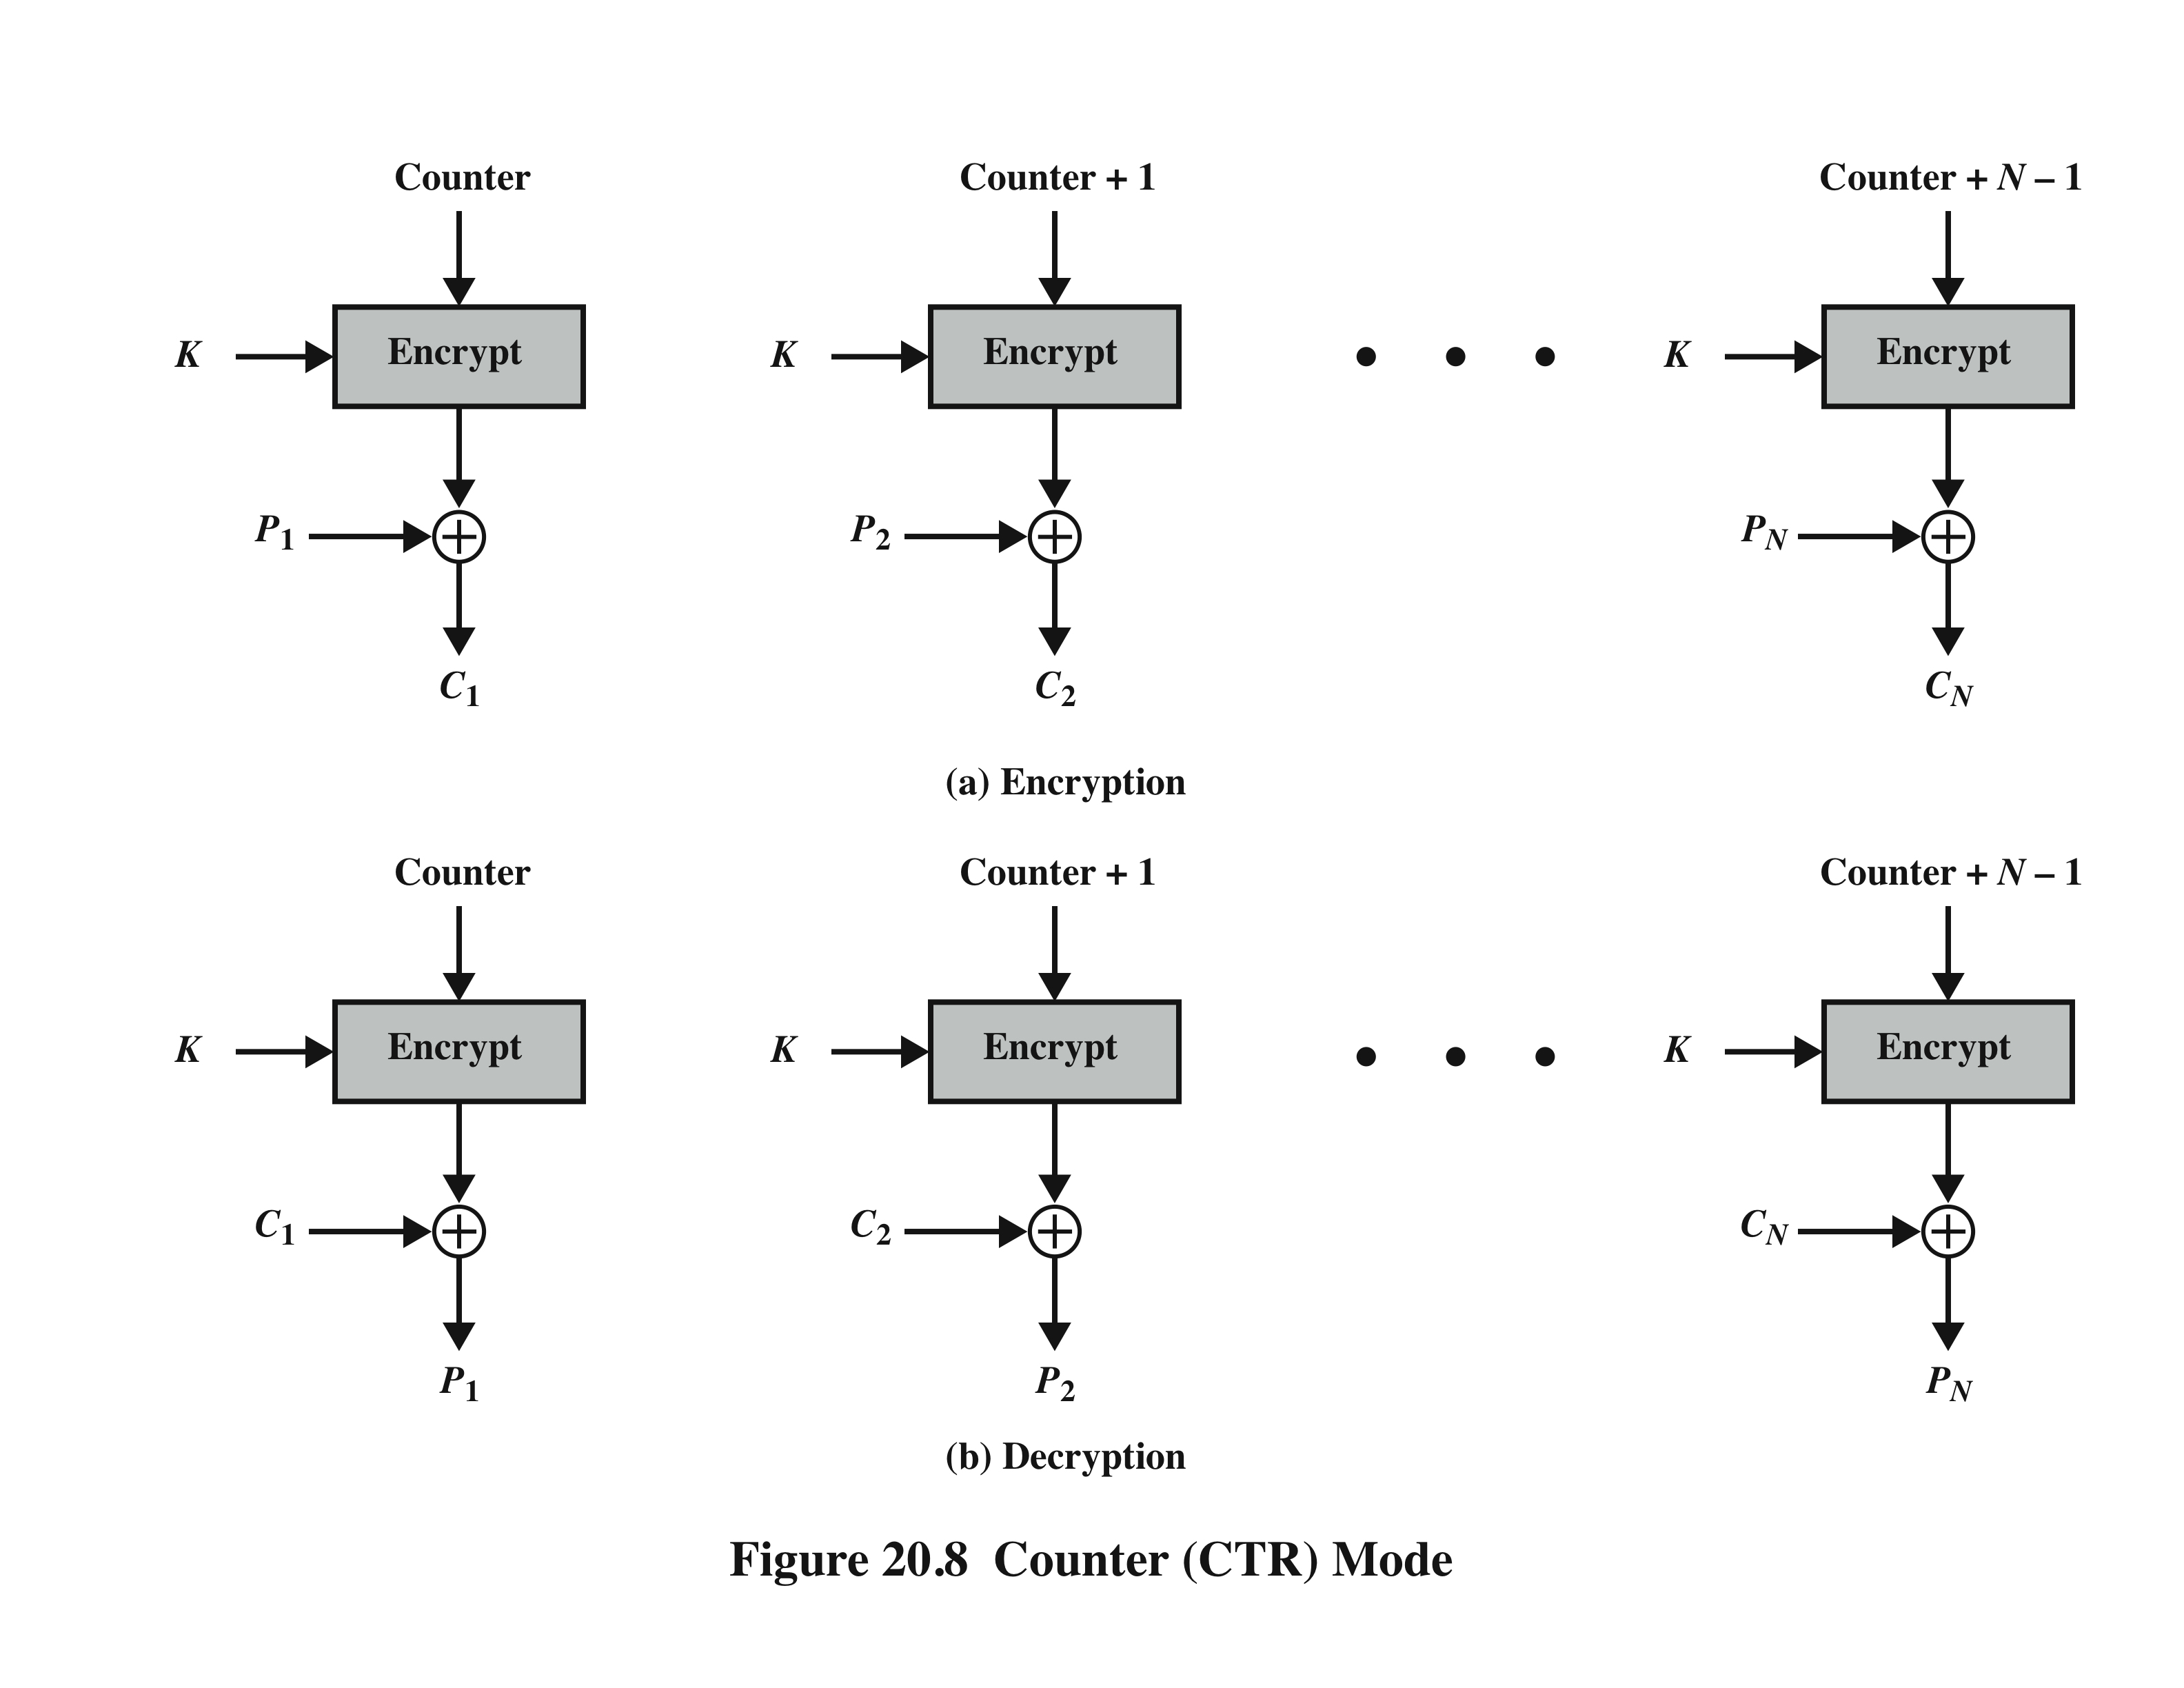 Counter Counter + 1 Counter + N – 1
K Encrypt K Encrypt • • • K Encrypt
P1 P2 PN
C1 C2 CN
(a) Encryption
Counter Counter + 1 Counter + N – 1
K Encrypt K Encrypt • • • K Encrypt
C1 C2 CN
P1 P2 PN
(b) Decryption
Figure 20.8 Counter (CTR) Mode